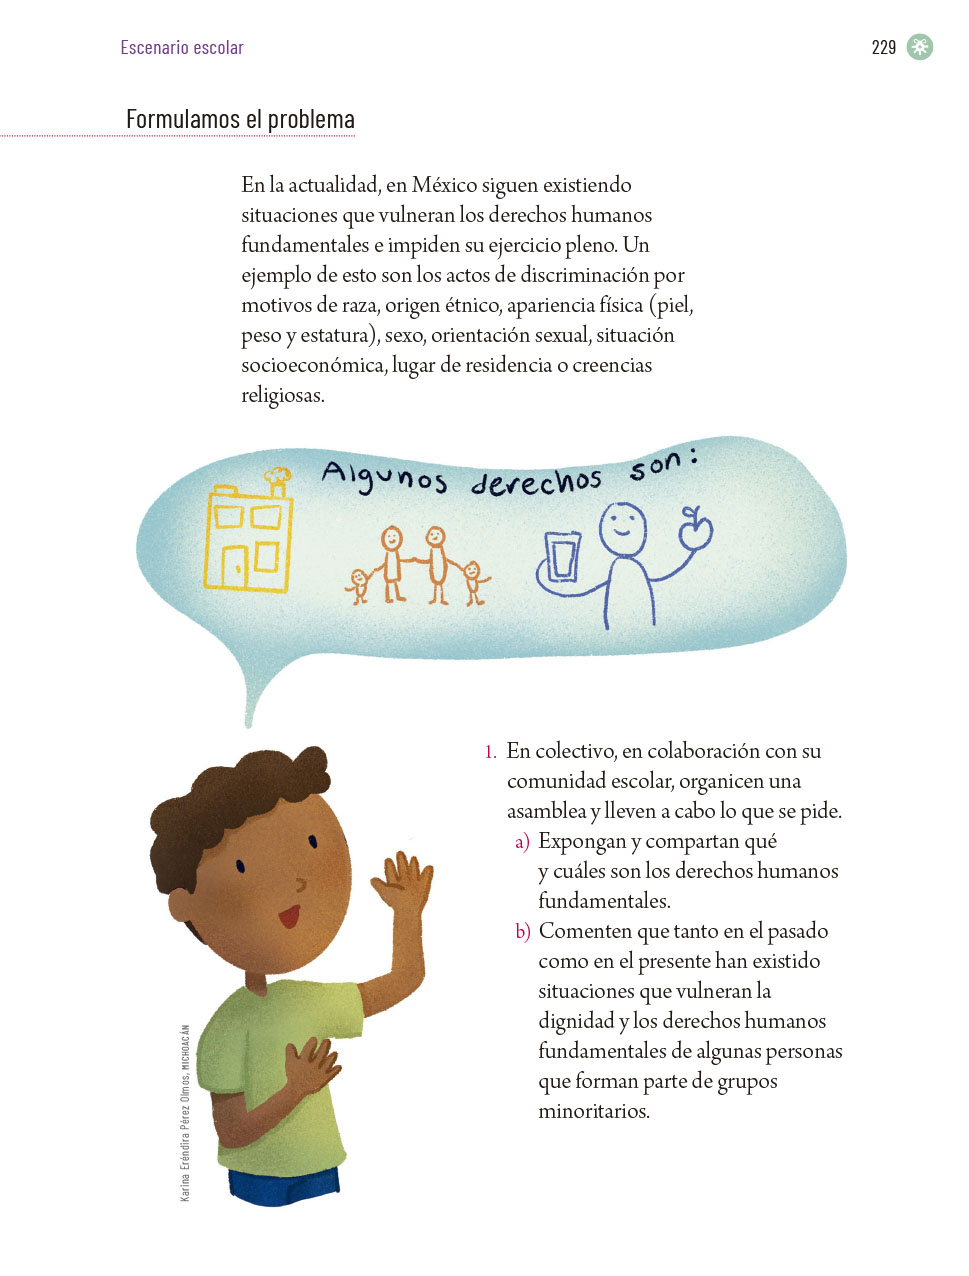 Escenario escolar
229
Formulamos el problema
En la actualidad, en México siguen existiendo
situaciones que vulneran los derechos humanos
fundamentales e impiden su ejercicio pleno. Un
ejemplo de esto son los actos de discriminación por
motivos de raza, origen étnico, apariencia física (piel,
peso y estatura), sexo, orientación sexual, situación
socioeconómica, lugar de residencia o creencias
religiosas.
Algunos derechos son:
1. En colectivo, en colaboración con su
comunidad escolar, organicen una
asamblea y lleven a cabo lo que se pide.
a) Expongan y compartan qué
y cuáles son los derechos humanos
fundamentales.
b) Comenten que tanto en el pasado
como en el presente han existido
situaciones que vulneran la
dignidad y los derechos humanos
fundamentales de algunas personas
que forman parte de grupos
minoritarios.
Karina Eréndira Pérez Olmos, MICHOACÁN